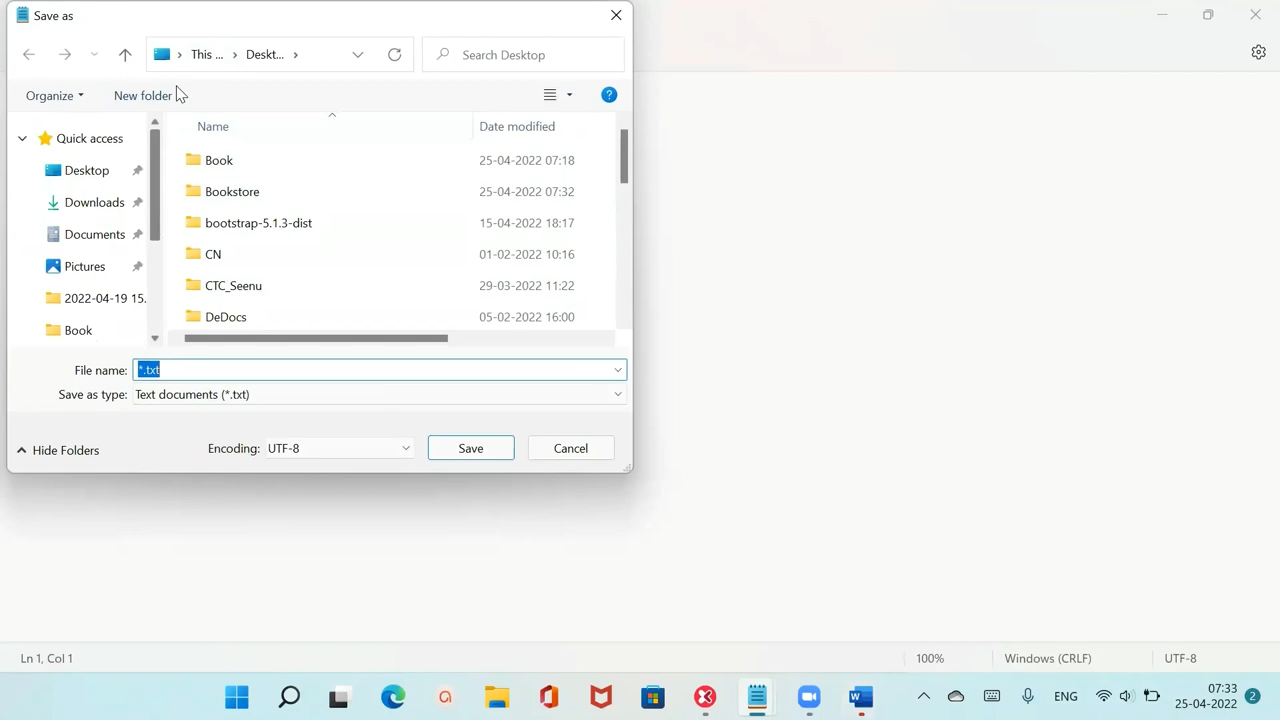 Save as
This ... Deskt...
Search Desktop
Organize
New folder
?
Name
Date modified
Quick access
Desktop
Downloads
Documents
Pictures
2022-04-19 15.
Book
Book 25-04-2022 07:18
Bookstore 25-04-2022 07:32
bootstrap-5.1.3-dist 15-04-2022 18:17
CN 01-02-2022 10:16
CTC_Seenu 29-03-2022 11:22
DeDocs 05-02-2022 16:00
File name: *.txt
Save as type: Text documents (*.txt)
Hide Folders
Encoding: UTF-8
Save
Cancel
Ln 1, Col 1
100%
Windows (CRLF)
UTF-8
ENG
07:33
25-04-2022
2